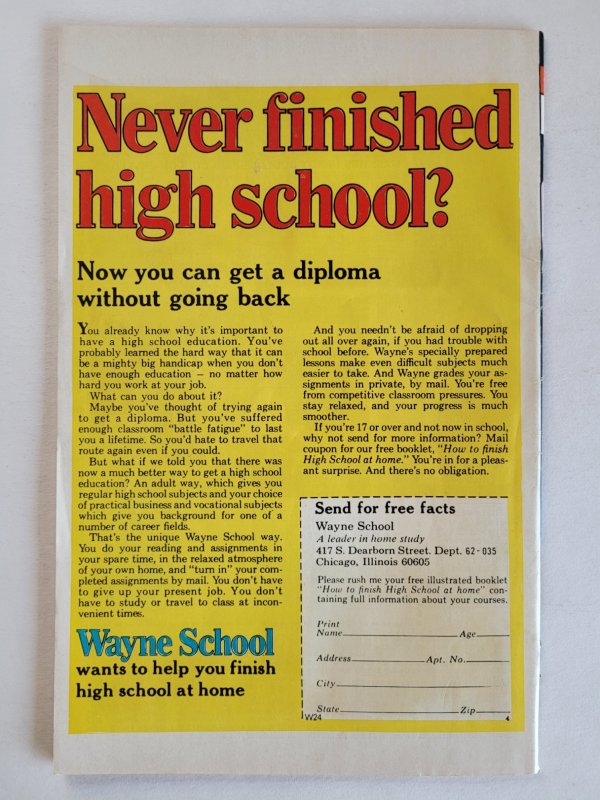 Never finished
high school?
Now you can get a diploma
without going back
You already know why it's important to
have a high school education. You've
probably learned the hard way that it can
be a mighty big handicap when you don't
have enough education — no matter how
hard you work at your job.
What can you do about it?
Maybe you've thought of trying again
to get a diploma. But you've suffered
enough classroom "battle fatigue" to last
you a lifetime. So you'd hate to travel that
route again even if you could.
But what if we told you that there was
now a much better way to get a high school
education? An adult way, which gives you
regular high school subjects and your choice
of practical business and vocational subjects
which give you background for one of a
number of career fields.
That's the unique Wayne School way.
You do your reading and assignments in
your spare time, in the relaxed atmosphere
of your own home, and "turn in" your com-
pleted assignments by mail. You don't have
to give up your present job. You don't
have to study or travel to class at incon-
venient times.
Wayne School
wants to help you finish
high school at home
And you needn't be afraid of dropping
out all over again, if you had trouble with
school before. Wayne's specially prepared
lessons make even difficult subjects much
easier to take. And Wayne grades your as-
signments in private, by mail. You're free
from competitive classroom pressures. You
stay relaxed, and your progress is much
smoother.
If you're 17 or over and not now in school,
why not send for more information? Mail
coupon for our free booklet, "How to finish
High School at home." You're in for a pleas-
ant surprise. And there's no obligation.
Send for free facts
Wayne School
A leader in home study
417 S. Dearborn Street. Dept. 62-035
Chicago, Illinois 60605
Please rush me your free illustrated booklet
"How to finish High School at home" con-
taining full information about your courses.
Print
Name Age
Address Apt. No.
City
State Zip
W24 4